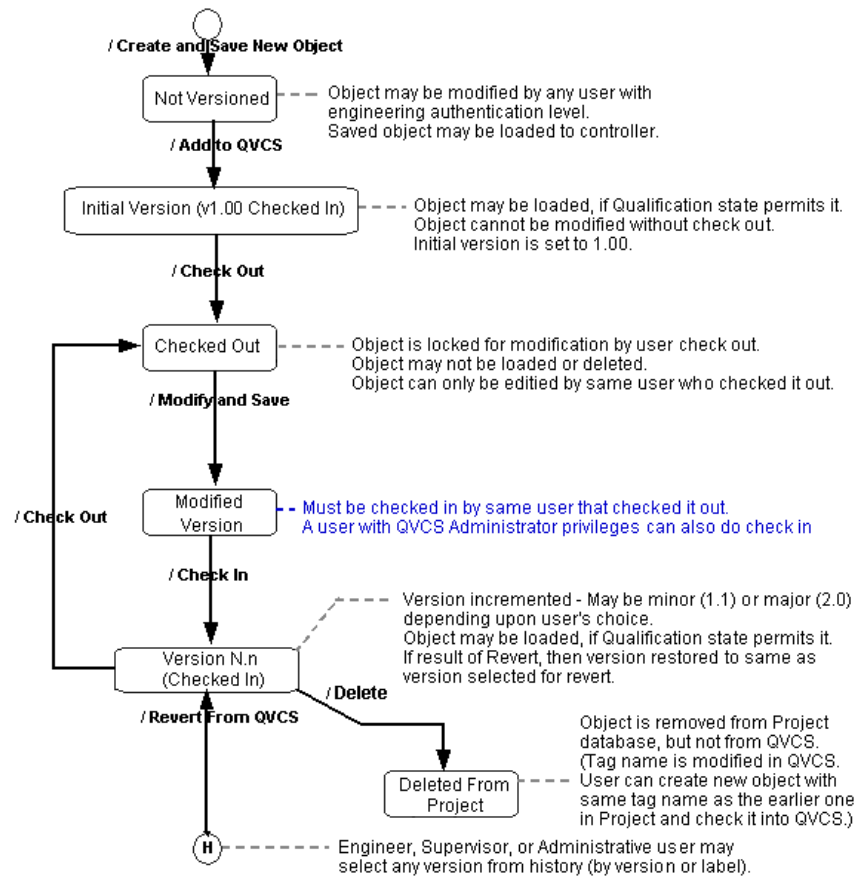 / Create and Save New Object
Not Versioned
Object may be modified by any user with
engineering authentication level.
Saved object may be loaded to controller.
/ Add to QVCS
Initial Version (v1.00 Checked In)
Object may be loaded, if Qualification state permits it.
Object cannot be modified without check out.
Initial version is set to 1.00.
/ Check Out
Checked Out
Object is locked for modification by user check out.
Object may not be loaded or deleted.
Object can only be editied by same user who checked it out.
/ Modify and Save
Modified
Version
Must be checked in by same user that checked it out.
A user with QVCS Administrator privileges can also do check in
/ Check Out
/ Check In
Version incremented - May be minor (1.1) or major (2.0)
depending upon user's choice.
Object may be loaded, if Qualification state permits it.
If result of Revert, then version restored to same as
version selected for revert.
Version N.n
(Checked In)
/ Delete
/ Revert From QVCS
Object is removed from Project
database, but not from QVCS.
(Tag name is modified in QVCS.
User can create new object with
same tag name as the earlier one
in Project and check it into QVCS.)
Deleted From
Project
H
Engineer, Supervisor, or Administrative user may
select any version from history (by version or label).